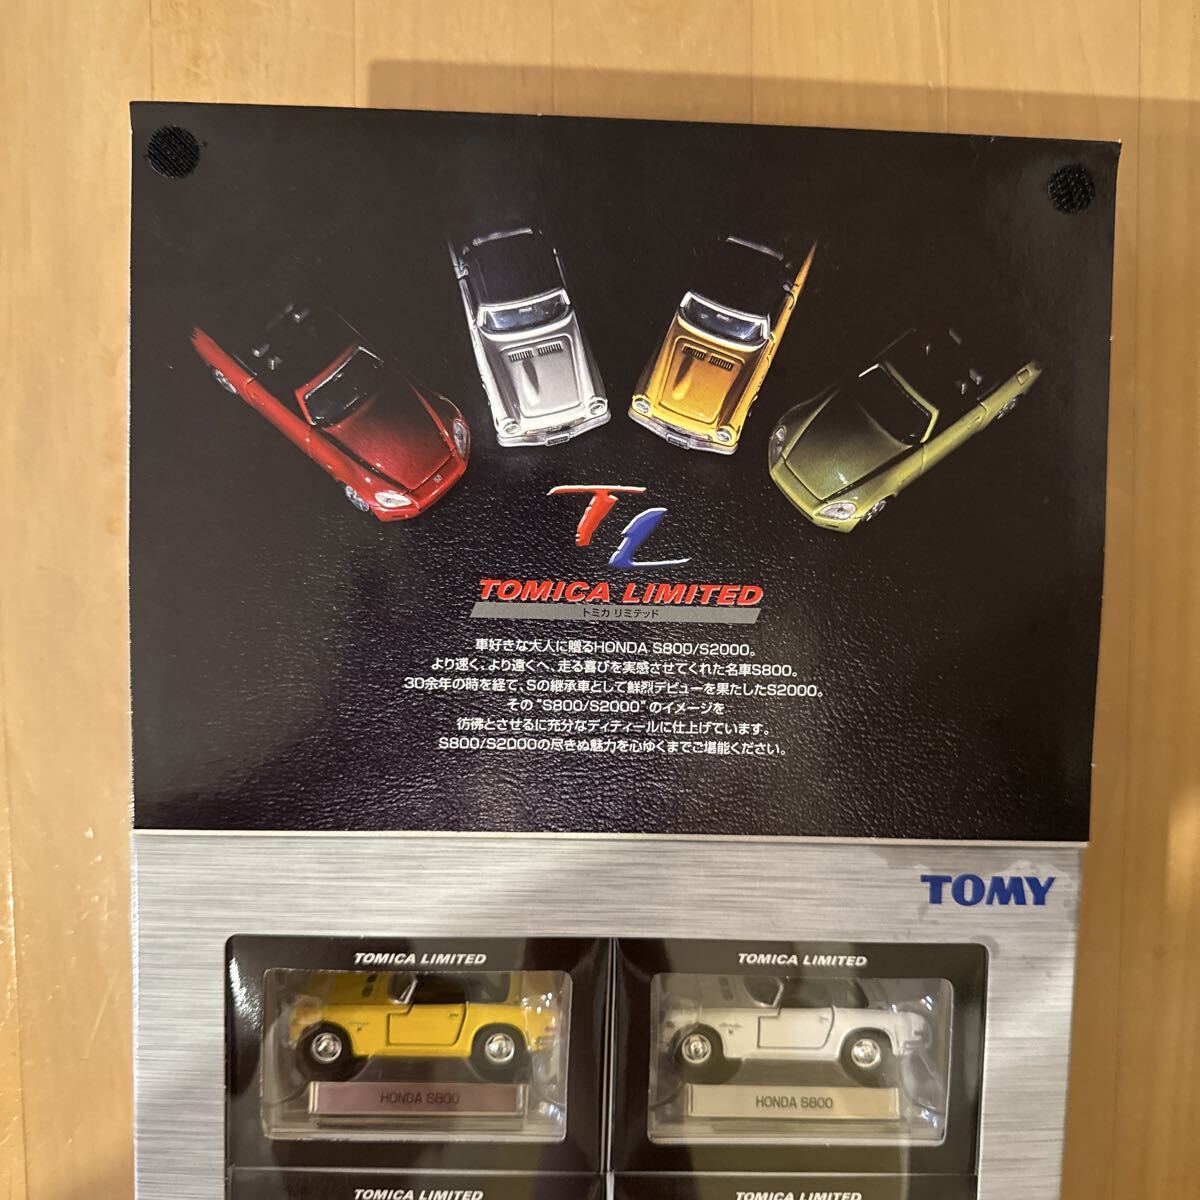 TL
TOMICA LIMITED
トミカ リミテッド
車好きな大人に贈るHONDA S800/S2000。
より速く、より遠くへ、走る喜びを実感させてくれた名車S800。
30余年の時を経て、Sの継承車として鮮烈デビューを果たしたS2000。
その"S800/S2000"のイメージを
彷彿とさせるに充分なディティールに仕上げています。
S800/S2000の尽きぬ魅力を心ゆくまでご堪能ください。
TOMY
TOMICA LIMITED
TOMICA LIMITED
HONDA S800
HONDA S800
TOMICA LIMITED
TOMICA LIMITED